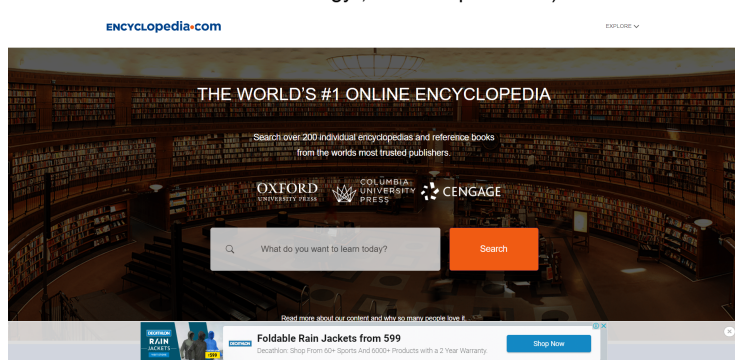 ENCYCLOpedia.com
EXPLORE
THE WORLD'S #1 ONLINE ENCYCLOPEDIA
Search over 200 individual encyclopedias and reference books
from the worlds most trusted publishers.
OXFORD
UNIVERSITY PRESS
COLUMBIA
UNIVERSITY
PRESS
CENGAGE
What do you want to learn today?
Search
Read more about our content and why so many people love it.
DECATHLON
RAIN
JACKETS
₹599
DECATHLON
Foldable Rain Jackets from 599
Decathlon: Shop From 60+ Sports And 6000+ Products with a 2 Year Warranty.
Shop Now